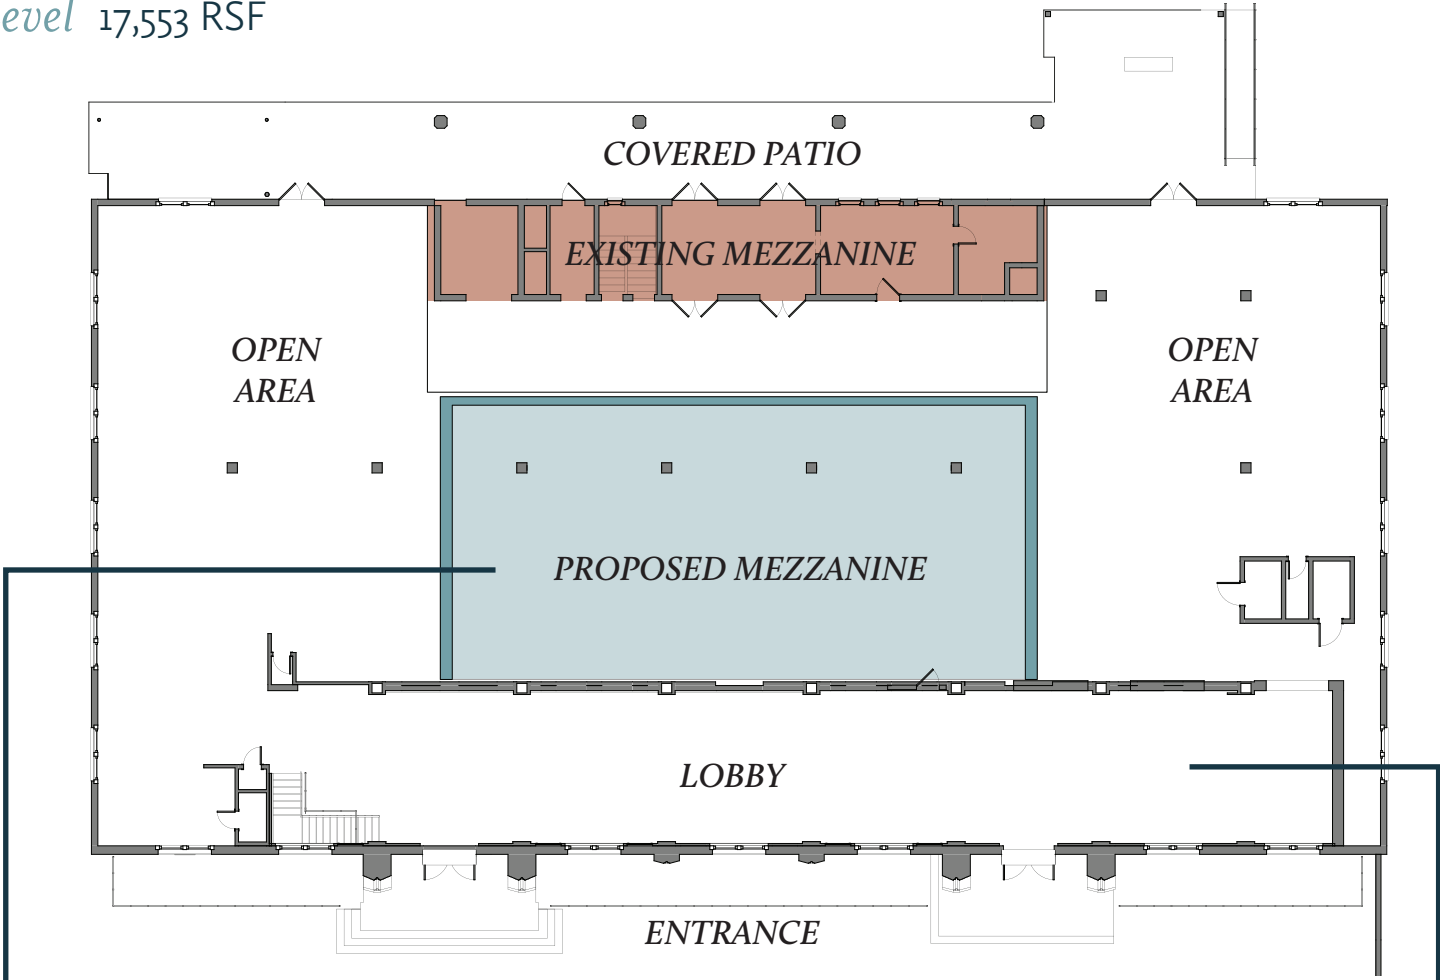 evel 17,553 RSF
COVERED PATIO
EXISTING MEZZANINE
OPEN
AREA
OPEN
AREA
PROPOSED MEZZANINE
LOBBY
ENTRANCE